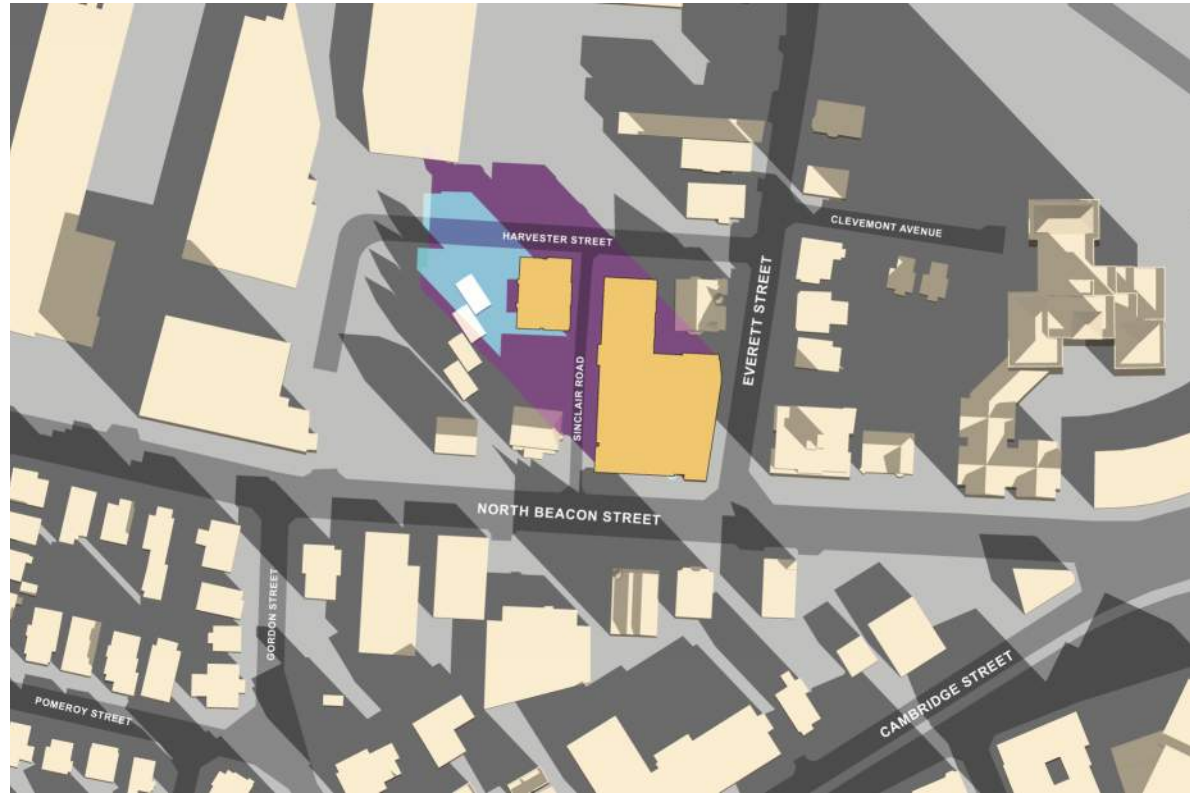 CLEVEMONT AVENUE
HARVESTER STREET
EVERETT STREET
SINCLAIR ROAD
NORTH BEACON STREET
GORDON STREET
CAMBRIDGE STREET
POMEROY STREET